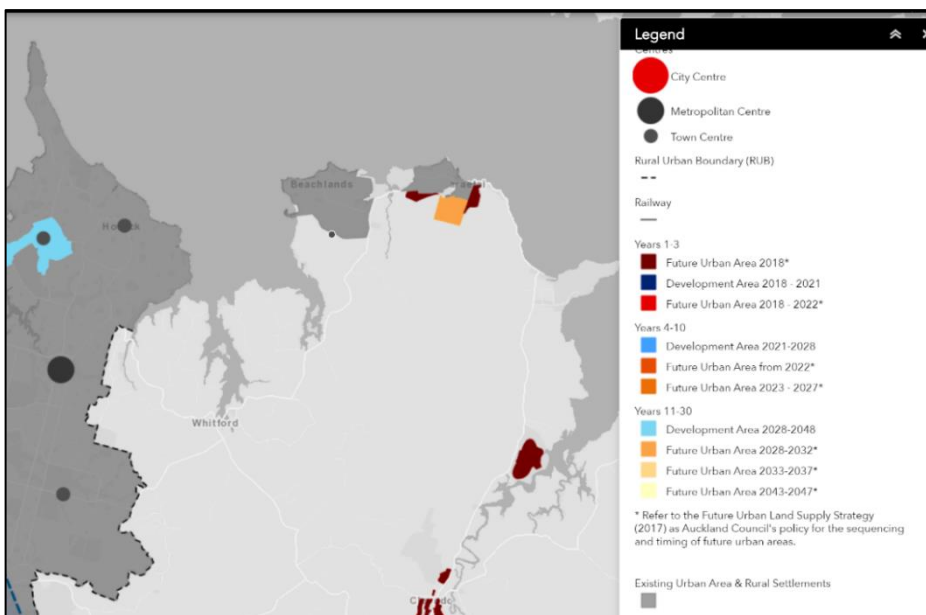 Legend
Centres
City Centre
Metropolitan Centre
Town Centre
Rural Urban Boundary (RUB)
Railway
Years 1-3
Future Urban Area 2018*
Development Area 2018 - 2021
Future Urban Area 2018 - 2022*
Years 4-10
Development Area 2021-2028
Future Urban Area from 2022*
Future Urban Area 2023 - 2027*
Years 11-30
Development Area 2028-2048
Future Urban Area 2028-2032*
Future Urban Area 2033-2037*
Future Urban Area 2043-2047*
* Refer to the Future Urban Land Supply Strategy
(2017) as Auckland Council's policy for the sequencing
and timing of future urban areas.
Existing Urban Area & Rural Settlements
Beachlands
Whitford